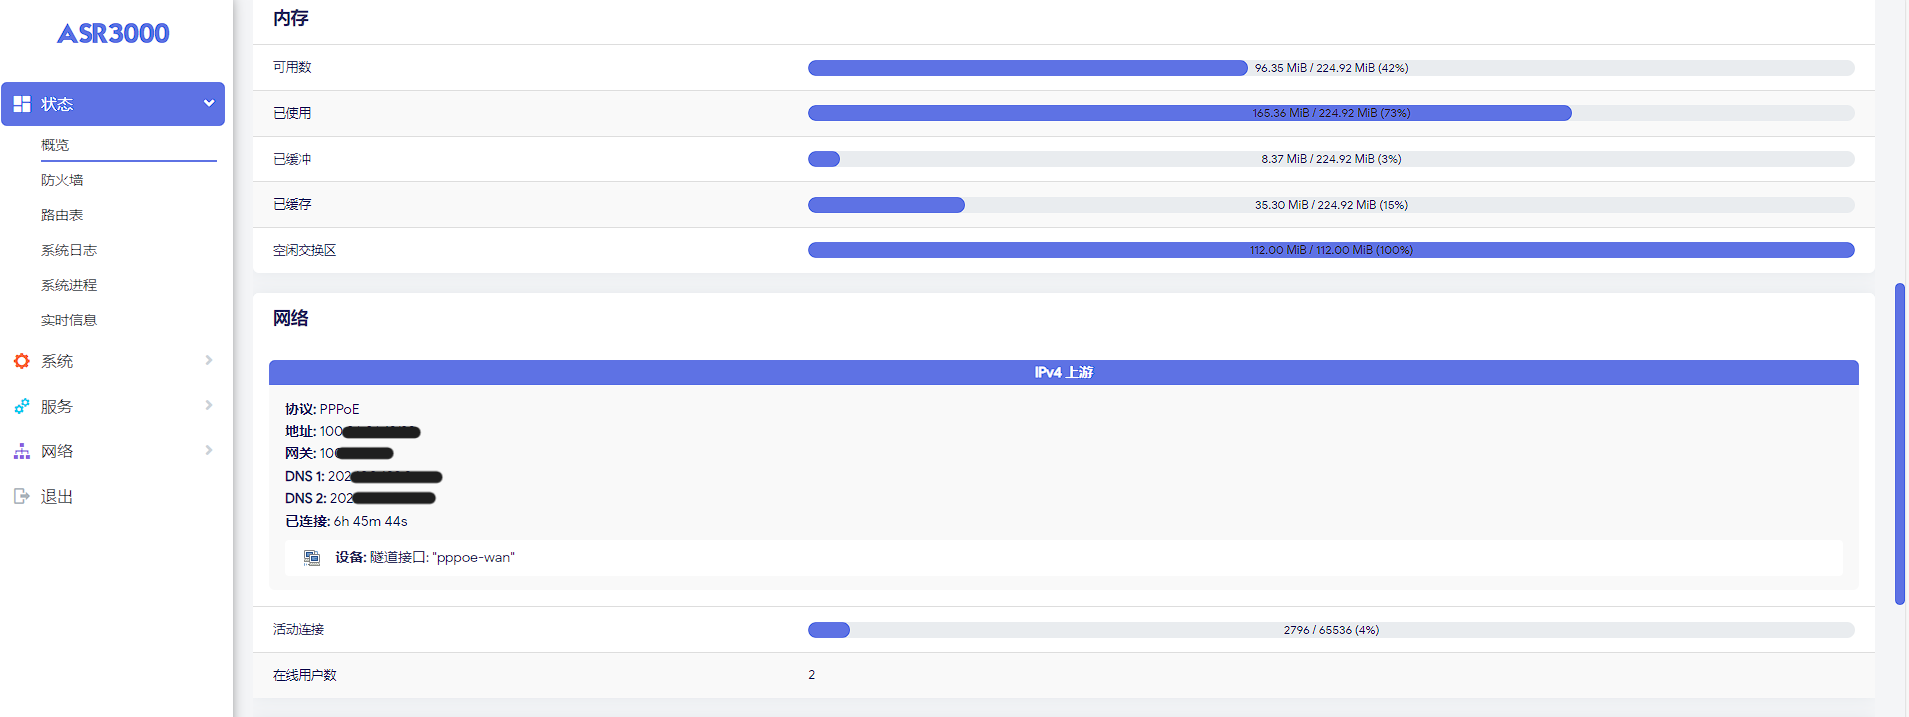 ASR3000
状态
概览
防火墙
路由表
系统日志
系统进程
实时信息
系统
服务
网络
退出
内存
可用数 96.35 MiB / 224.92 MiB (42%)
已使用 165.36 MiB / 224.92 MiB (73%)
已缓冲 8.37 MiB / 224.92 MiB (3%)
已缓存 35.30 MiB / 224.92 MiB (15%)
空闲交换区 112.00 MiB / 112.00 MiB (100%)
网络
IPv4 上游
协议: PPPoE
地址: 100
网关: 10
DNS 1: 202
DNS 2: 202
已连接: 6h 45m 44s
设备: 隧道接口: "pppoe-wan"
活动连接 2796 / 65536 (4%)
在线用户数 2